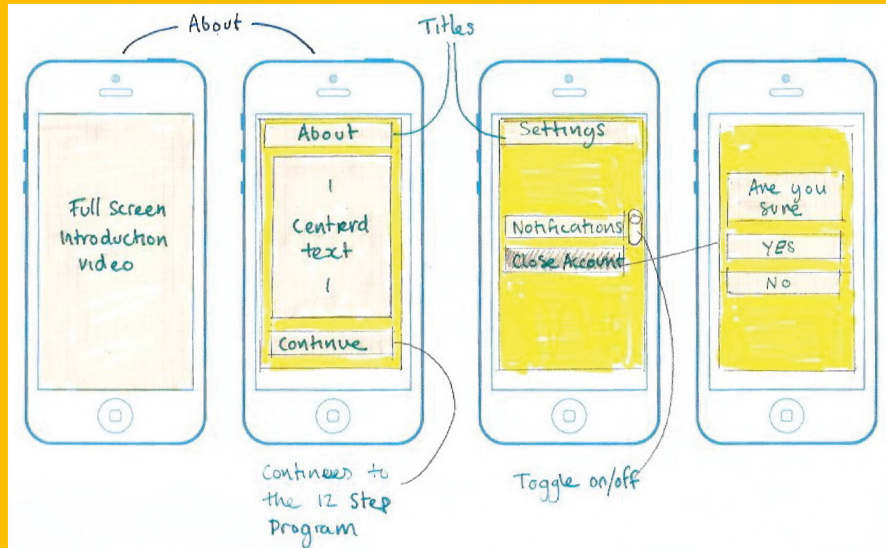 About
Titles
Full Screen
Introduction
video
About
Centrerd
text
Continue
Settings
Notifications
Close Account
Are you
sure
YES
NO
Continues to
the 12 Step
Program
Toggle on/off